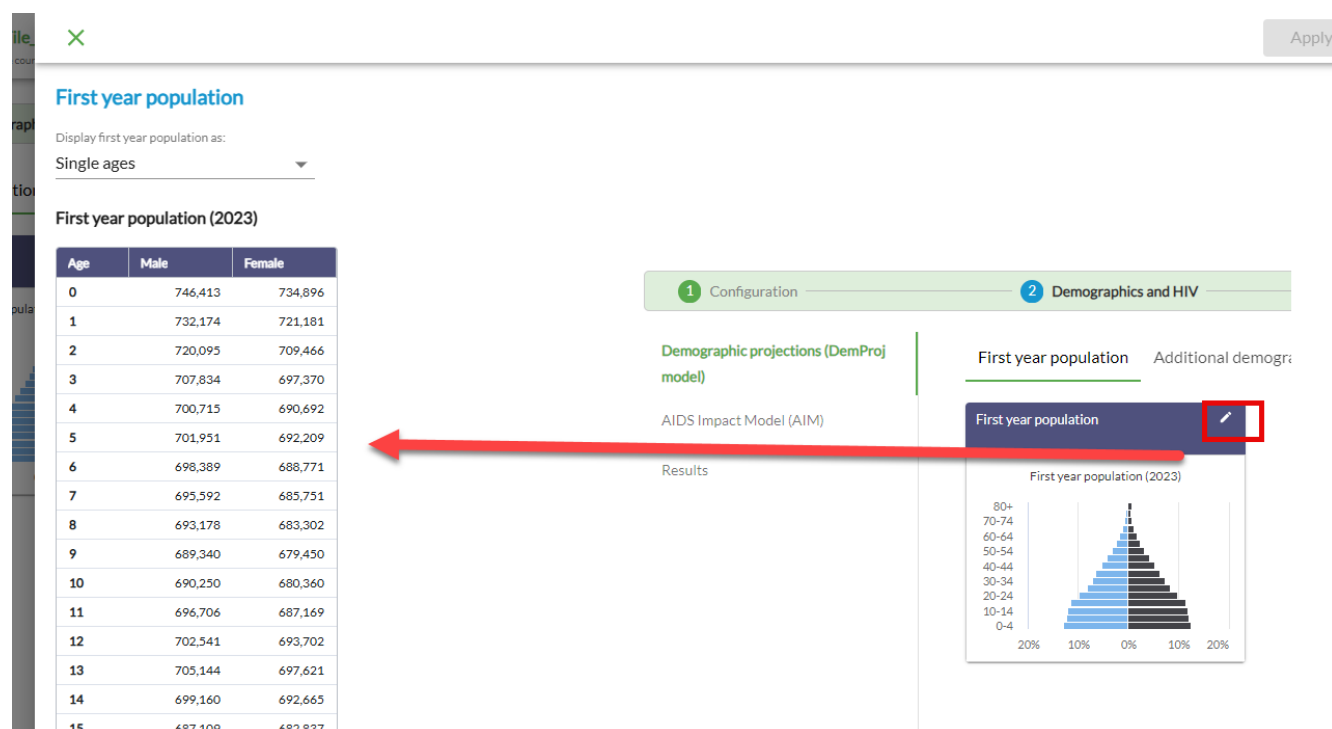 Apply
First year population
Display first year population as:
Single ages
First year population (2023)
Age Male Female
0 746,413 734,896
1 732,174 721,181
2 720,095 709,466
3 707,834 697,370
4 700,715 690,692
5 701,951 692,209
6 698,389 688,771
7 695,592 685,751
8 693,178 683,302
9 689,340 679,450
10 690,250 680,360
11 696,706 687,169
12 702,541 693,702
13 705,144 697,621
14 699,160 692,665
15 687,109 682,837
1 Configuration 2 Demographics and HIV
Demographic projections (DemProj
model)
AIDS Impact Model (AIM)
Results
First year population
First year population
First year population (2023)
80+
70-74
60-64
50-54
40-44
30-34
20-24
10-14
0-4
20% 10% 0% 10% 20%